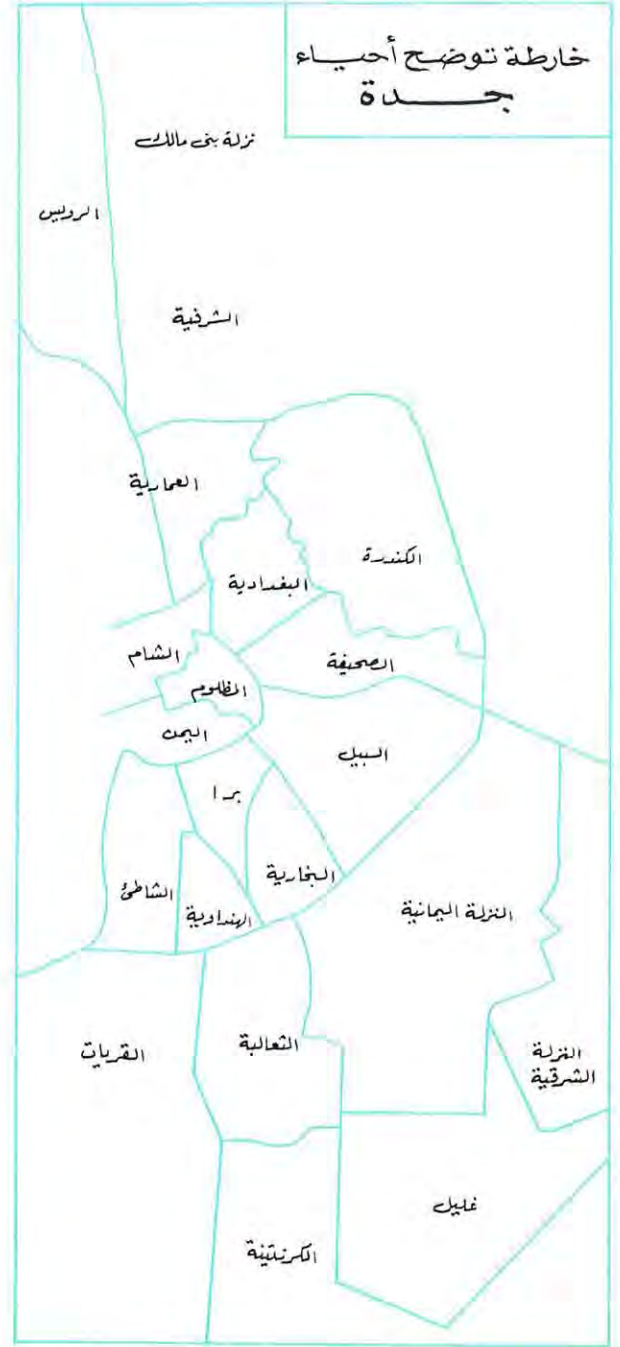 خارطة توضح أحياء
جدة
نزلة بنى مالك
الرويس
الشرفية
العمارية
الكندرة
البغدادية
الشام
الصحيفة
المظلوم
اليمن
السبيل
برا
البخارية
الشاطئ
الهنداوية
النزلة اليمانية
الثعالبة
القريات
النزلة
الشرقية
غليل
الكرنتينة